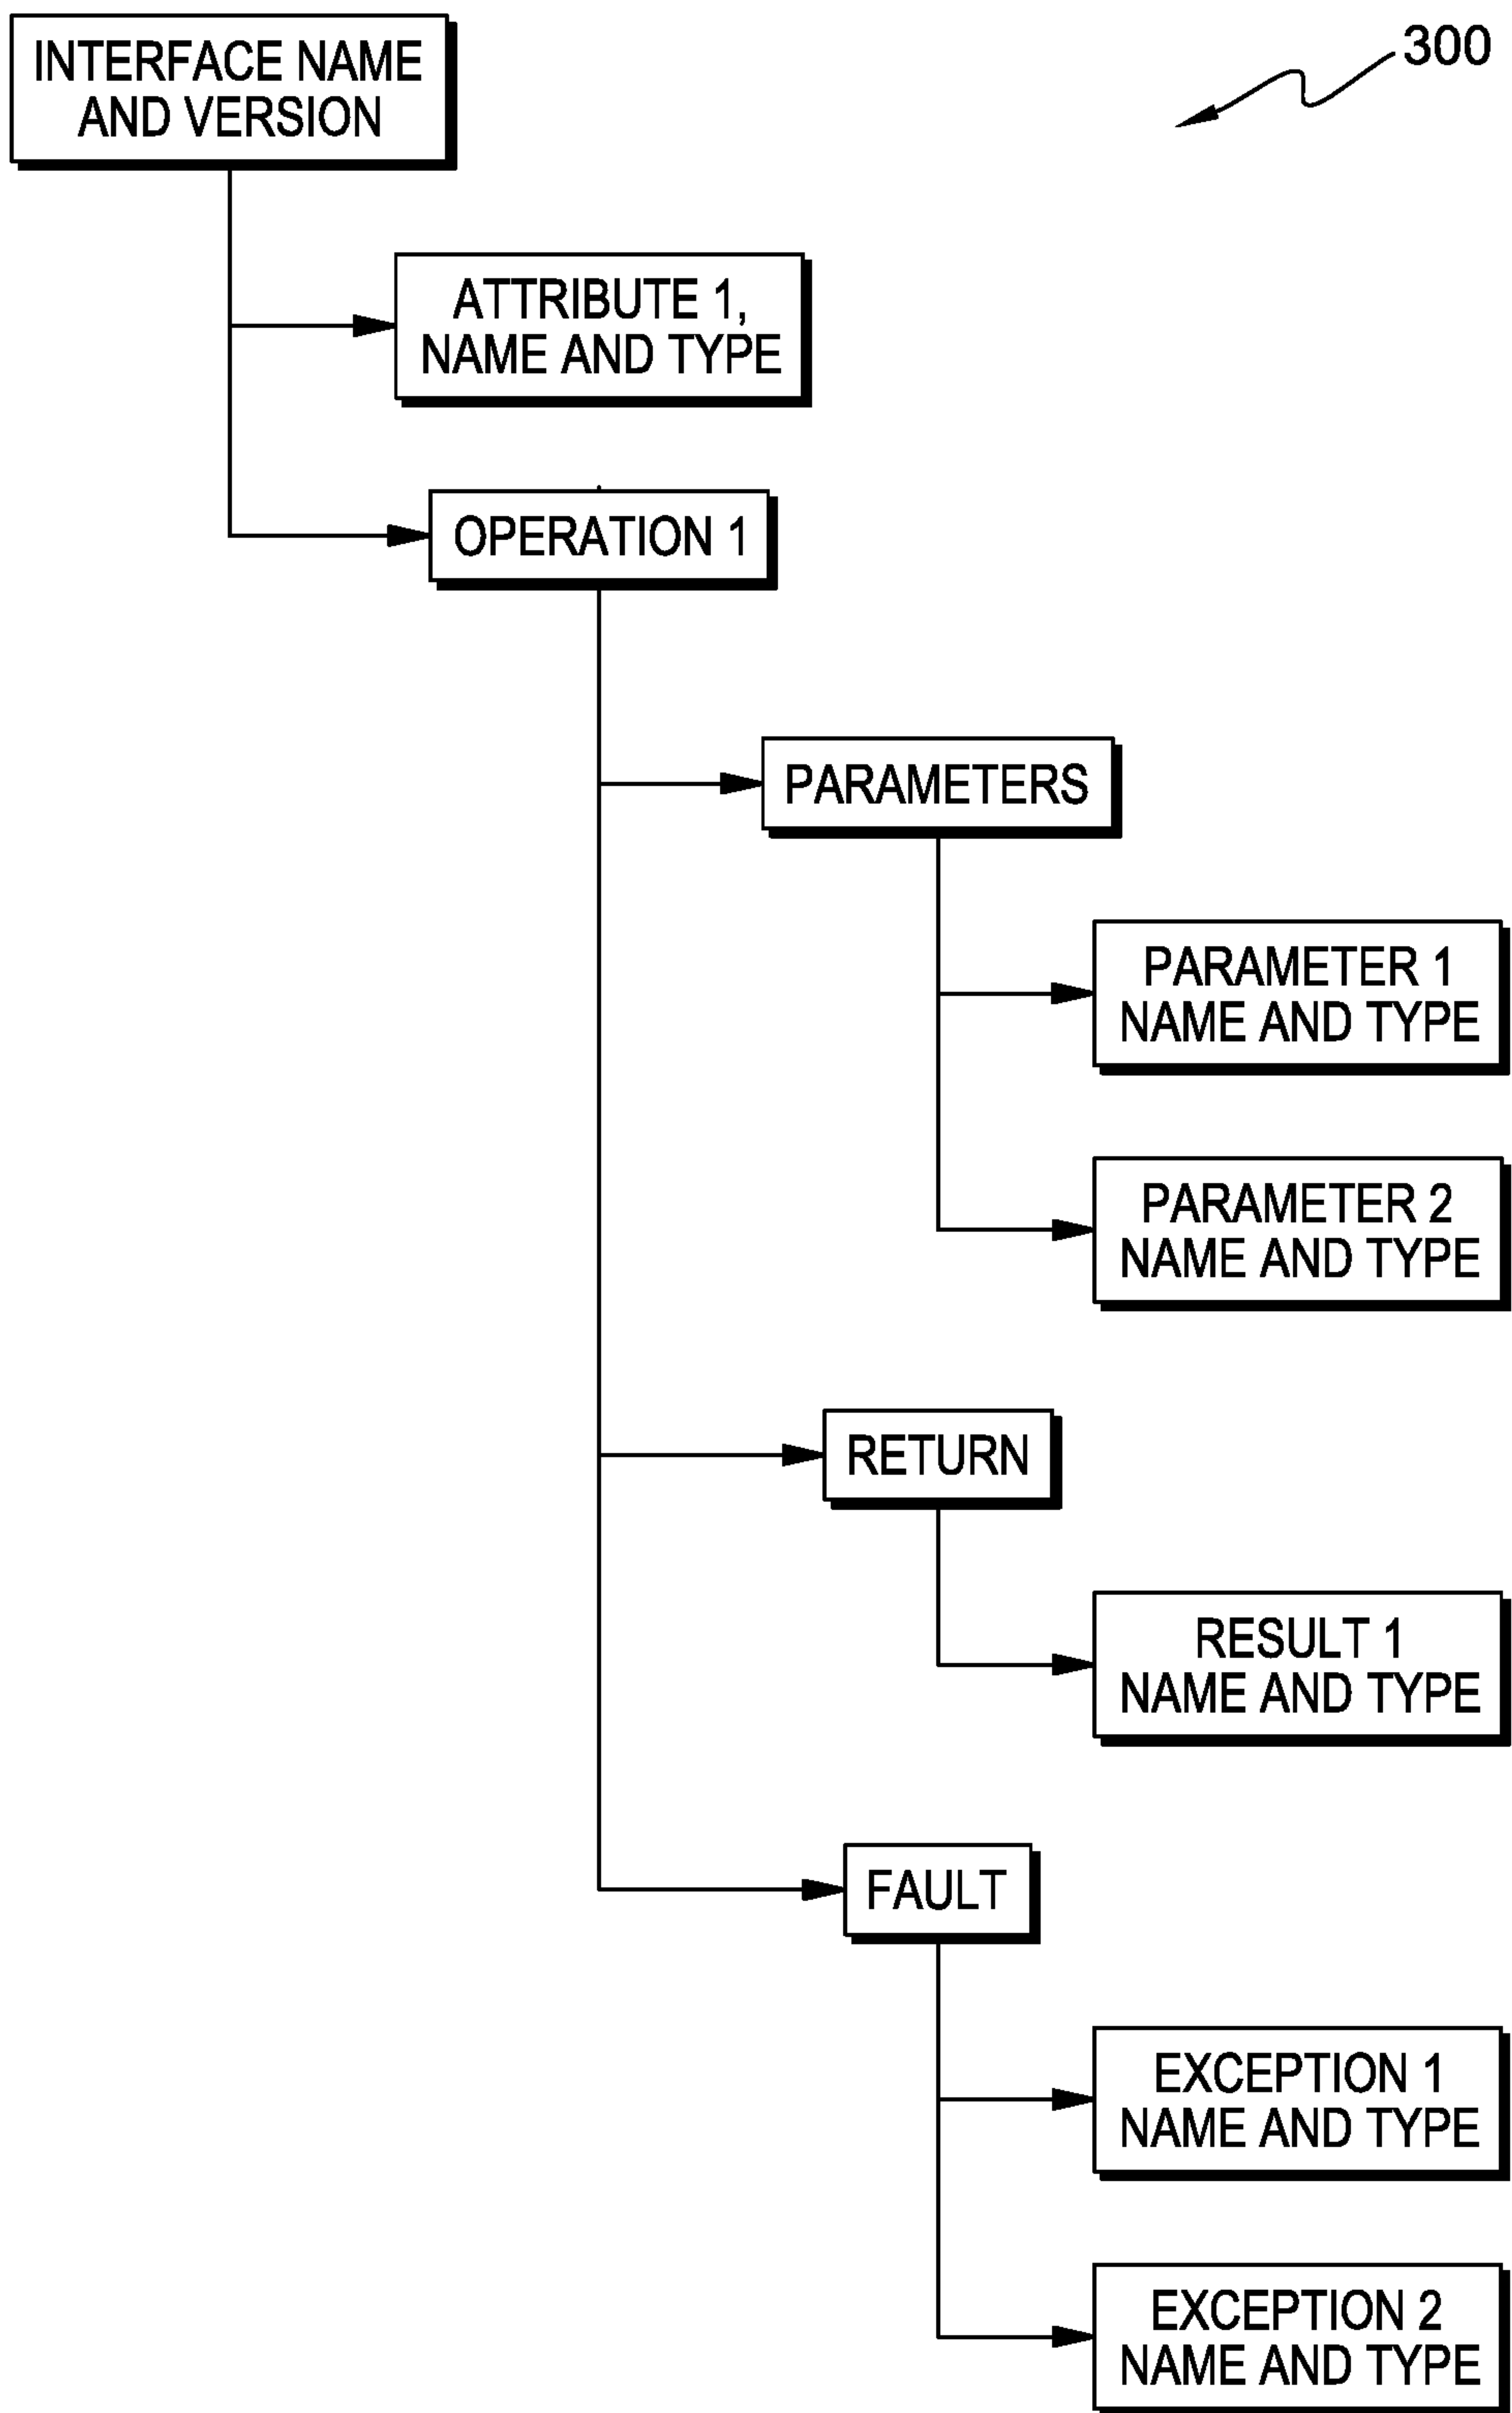 300
INTERFACE NAME
AND VERSION
ATTRIBUTE 1,
NAME AND TYPE
OPERATION 1
PARAMETERS
PARAMETER 1
NAME AND TYPE
PARAMETER 2
NAME AND TYPE
RETURN
RESULT 1
NAME AND TYPE
FAULT
EXCEPTION 1
NAME AND TYPE
EXCEPTION 2
NAME AND TYPE